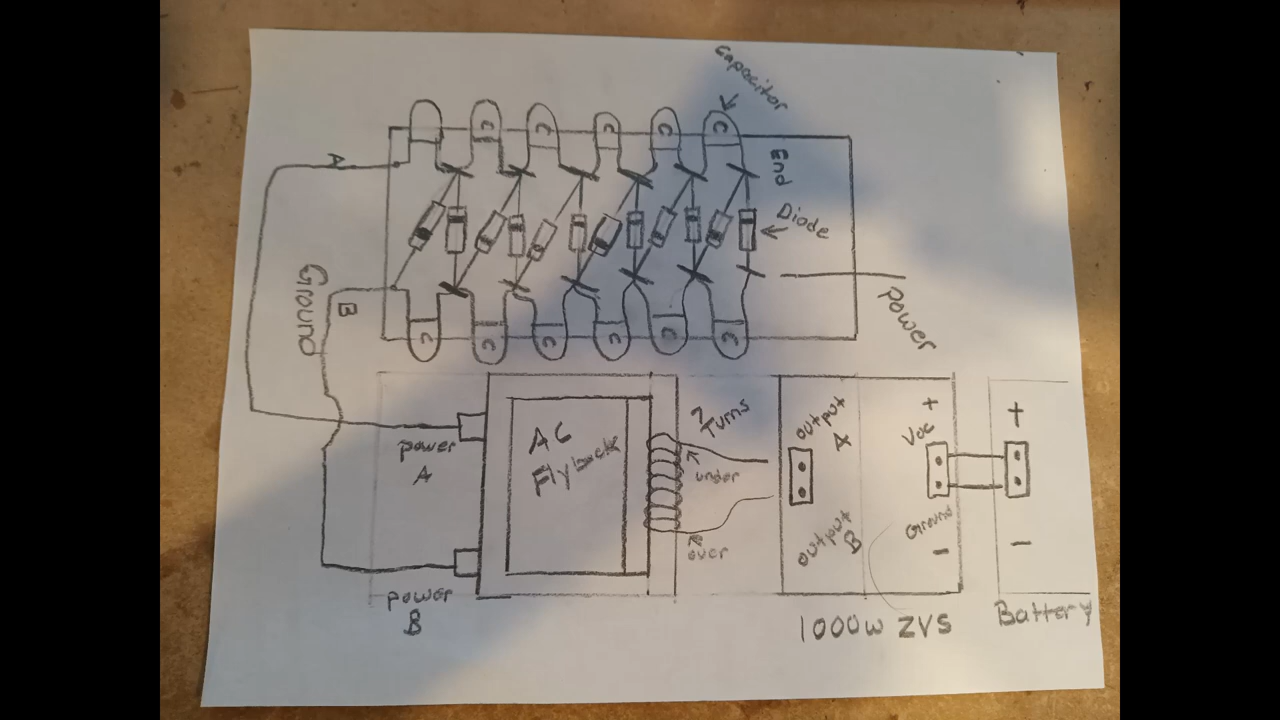 Capacitor
C
C
C
C
C
A
End
Diode
Ground
B
power
C
C
C
C
C
C
power
A
AC
Flyback
7
Turns
under
over
output
A
output
B
+
VDC
Ground
-
+
-
power
B
1000w ZVS
Battery